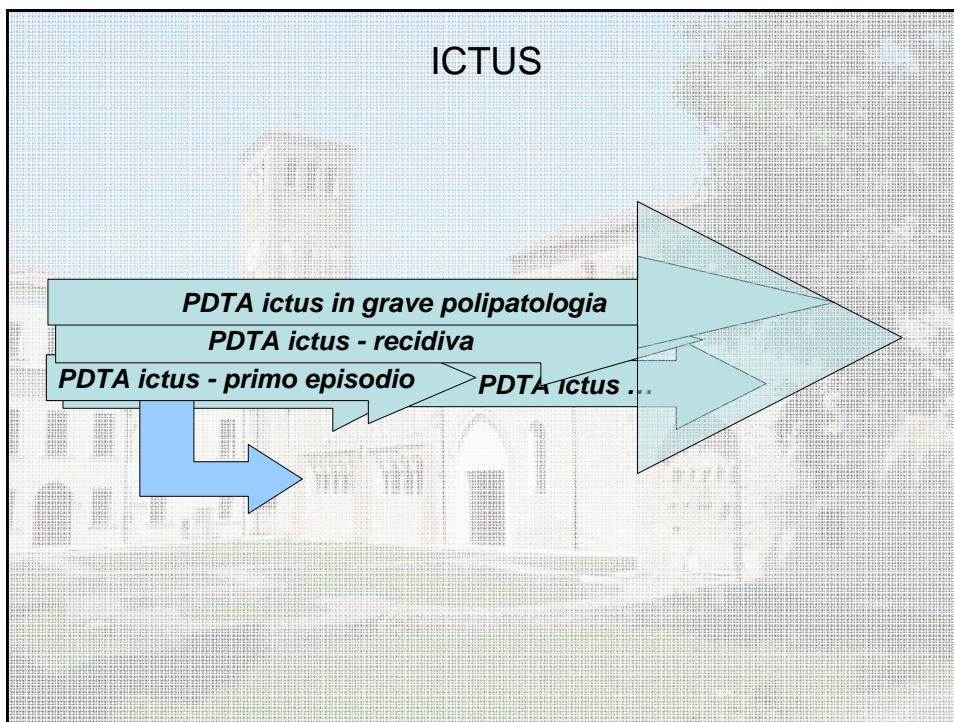 ICTUS
PDTA ictus in grave polipatologia
PDTA ictus - recidiva
PDTA ictus - primo episodio
PDTA ictus ...